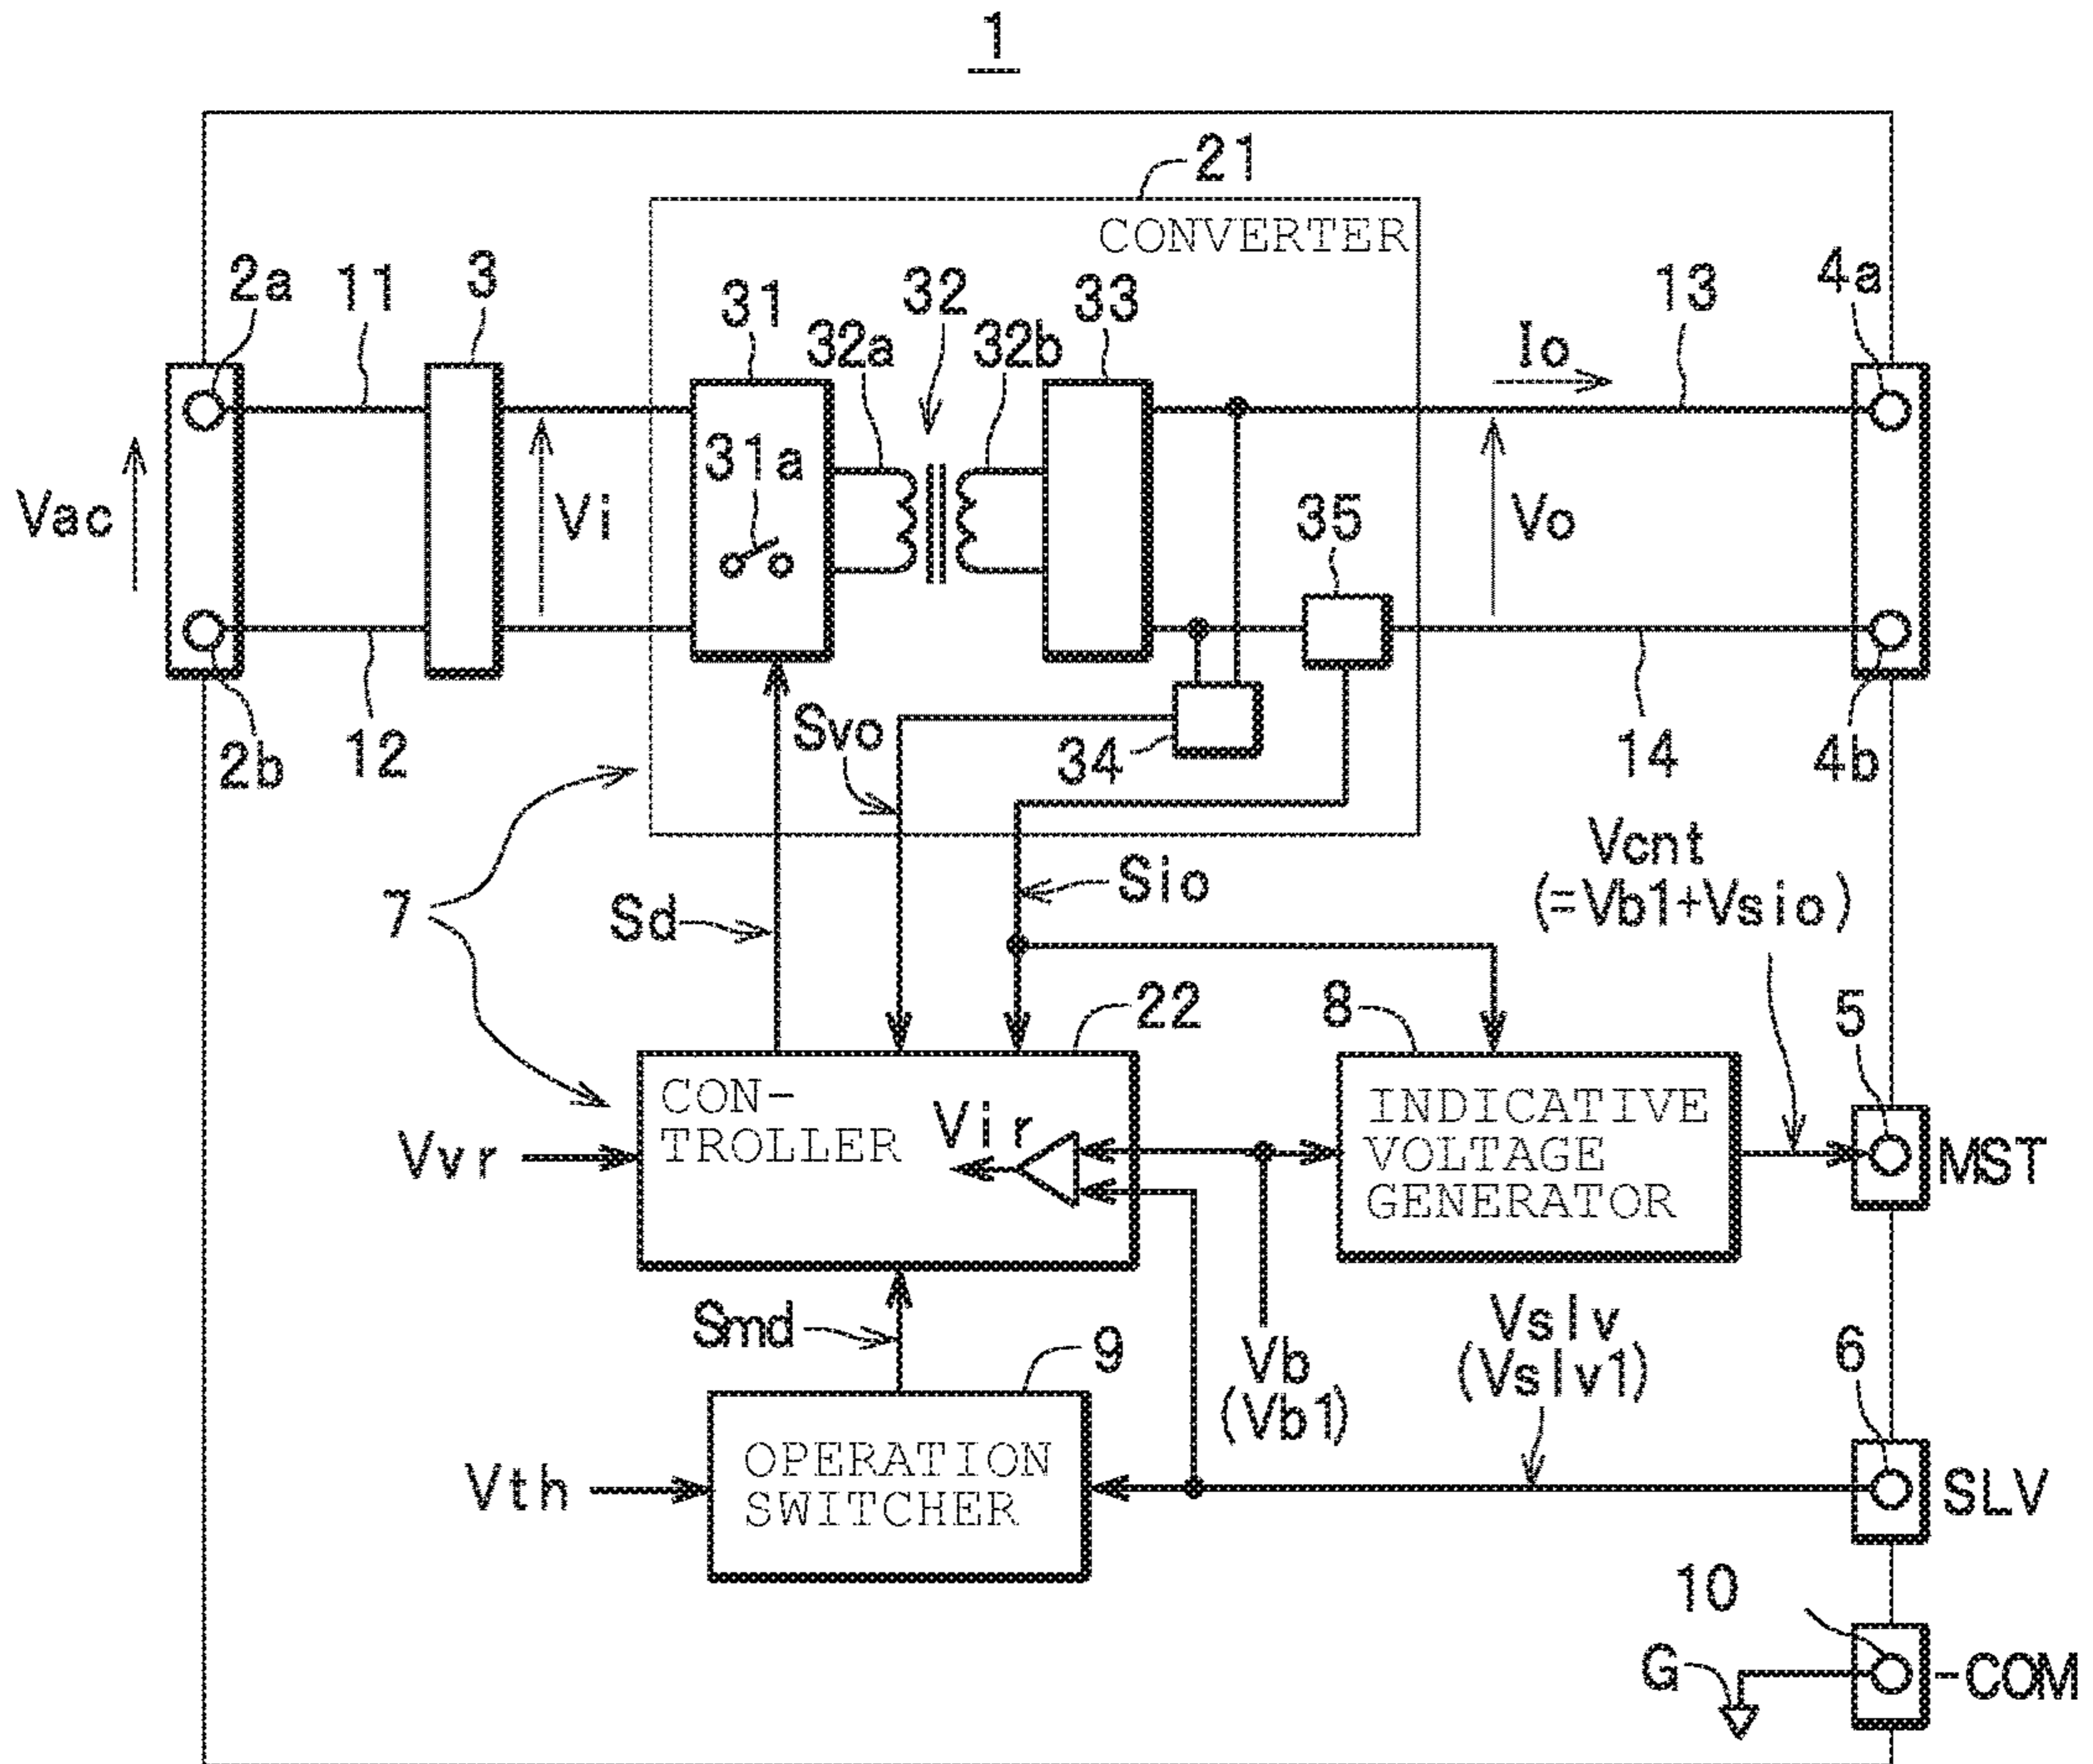 1
21
CONVERTER
2a
11
3
31
32
33
32a
32b
Io
13
4a
31a
Vac
Vi
35
Vo
2b
12
Svo
34
14
4b
7
Sd
Sio
Vcnt
(=Vb1+Vsio)
22
8
5
CON-
TROLLER
Vir
Vvr
INDICATIVE
VOLTAGE
GENERATOR
MST
Smd
9
Vb
(Vb1)
Vslv
(Vslv1)
6
Vth
OPERATION
SWITCHER
SLV
10
G
-COM